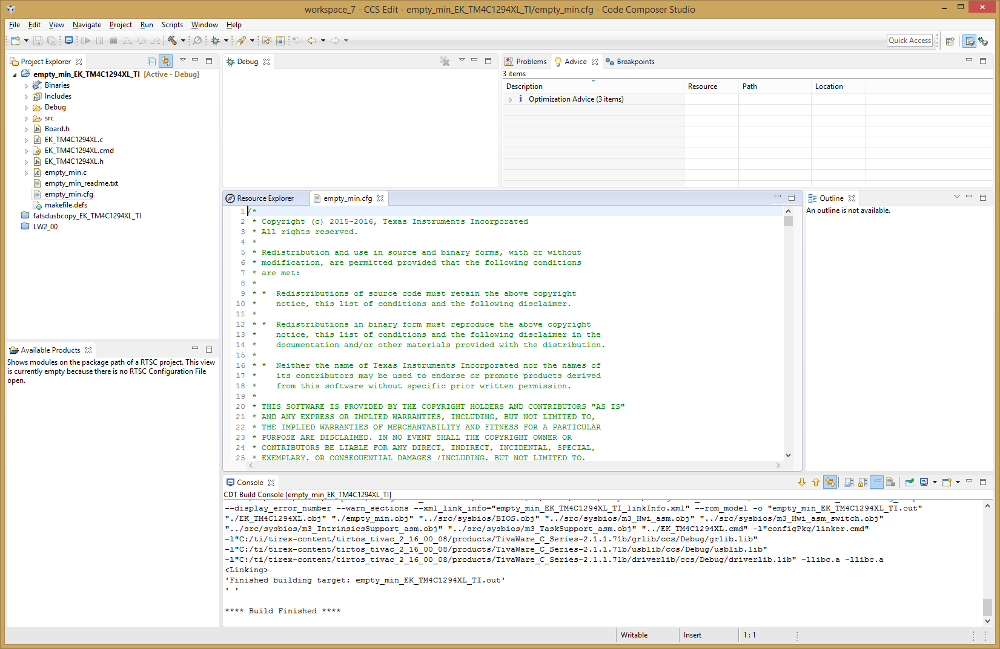 workspace_7 - CCS Edit - empty_min_EK_TM4C1294XL_TI/empty_min.cfg - Code Composer Studio
File Edit View Navigate Project Run Scripts Window Help
Quick Access
Project Explorer
empty_min_EK_TM4C1294XL_TI [Active - Debug]
Binaries
Includes
Debug
src
Board.h
EK_TM4C1294XL.c
EK_TM4C1294XL.cmd
EK_TM4C1294XL.h
empty_min.c
empty_min_readme.txt
empty_min.cfg
makefile.defs
fatsdusbcopy_EK_TM4C1294XL_TI
LW2_00
Available Products
Shows modules on the package path of a RTSC project. This view
is currently empty because there is no RTSC Configuration File
open.
Debug
Problems Advice Breakpoints
3 items
Description Resource Path Location
Optimization Advice (3 items)
Resource Explorer empty_min.cfg
1 /*
2 * Copyright (c) 2015-2016, Texas Instruments Incorporated
3 * All rights reserved.
4 *
5 * Redistribution and use in source and binary forms, with or without
6 * modification, are permitted provided that the following conditions
7 * are met:
8 *
9 * * Redistributions of source code must retain the above copyright
10 * notice, this list of conditions and the following disclaimer.
11 *
12 * * Redistributions in binary form must reproduce the above copyright
13 * notice, this list of conditions and the following disclaimer in the
14 * documentation and/or other materials provided with the distribution.
15 *
16 * * Neither the name of Texas Instruments Incorporated nor the names of
17 * its contributors may be used to endorse or promote products derived
18 * from this software without specific prior written permission.
19 *
20 * THIS SOFTWARE IS PROVIDED BY THE COPYRIGHT HOLDERS AND CONTRIBUTORS "AS IS"
21 * AND ANY EXPRESS OR IMPLIED WARRANTIES, INCLUDING, BUT NOT LIMITED TO,
22 * THE IMPLIED WARRANTIES OF MERCHANTABILITY AND FITNESS FOR A PARTICULAR
23 * PURPOSE ARE DISCLAIMED. IN NO EVENT SHALL THE COPYRIGHT OWNER OR
24 * CONTRIBUTORS BE LIABLE FOR ANY DIRECT, INDIRECT, INCIDENTAL, SPECIAL,
25 * EXEMPLARY, OR CONSEQUENTIAL DAMAGES (INCLUDING, BUT NOT LIMITED TO,
Outline
An outline is not available.
Console
CDT Build Console [empty_min_EK_TM4C1294XL_TI]
--display_error_number --warn_sections --xml_link_info="empty_min_EK_TM4C1294XL_TI_linkInfo.xml" --rom_model -o "empty_min_EK_TM4C1294XL_TI.out"
"./EK_TM4C1294XL.obj" "./empty_min.obj" "../src/sysbios/BIOS.obj" "../src/sysbios/m3_Hwi_asm.obj" "../src/sysbios/m3_Hwi_asm_switch.obj"
"../src/sysbios/m3_IntrinsicsSupport_asm.obj" "../src/sysbios/m3_TaskSupport_asm.obj" "../EK_TM4C1294XL.cmd" -l"configPkg/linker.cmd"
-l"C:/ti/tirex-content/tirtos_tivac_2_16_00_08/products/TivaWare_C_Series-2.1.1.71b/grlib/ccs/Debug/grlib.lib"
-l"C:/ti/tirex-content/tirtos_tivac_2_16_00_08/products/TivaWare_C_Series-2.1.1.71b/usblib/ccs/Debug/usblib.lib"
-l"C:/ti/tirex-content/tirtos_tivac_2_16_00_08/products/TivaWare_C_Series-2.1.1.71b/driverlib/ccs/Debug/driverlib.lib" -llibc.a -llibc.a
<Linking>
'Finished building target: empty_min_EK_TM4C1294XL_TI.out'
' '
**** Build Finished ****
Writable Insert 1 : 1